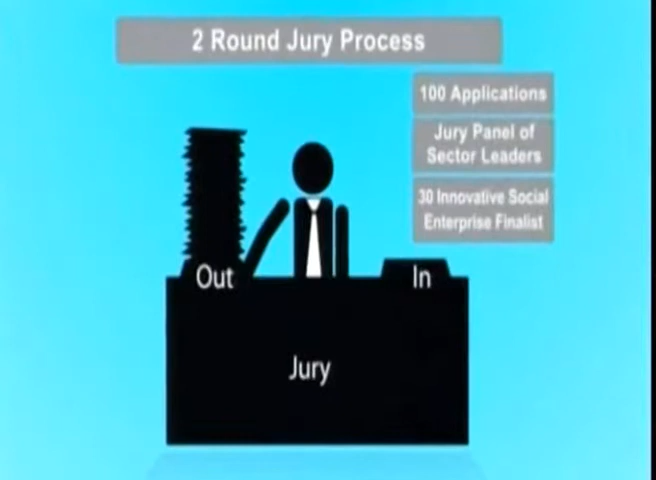 2 Round Jury Process
100 Applications
Jury Panel of
Sector Leaders
30 Innovative Social
Enterprise Finalist
Out
In
Jury